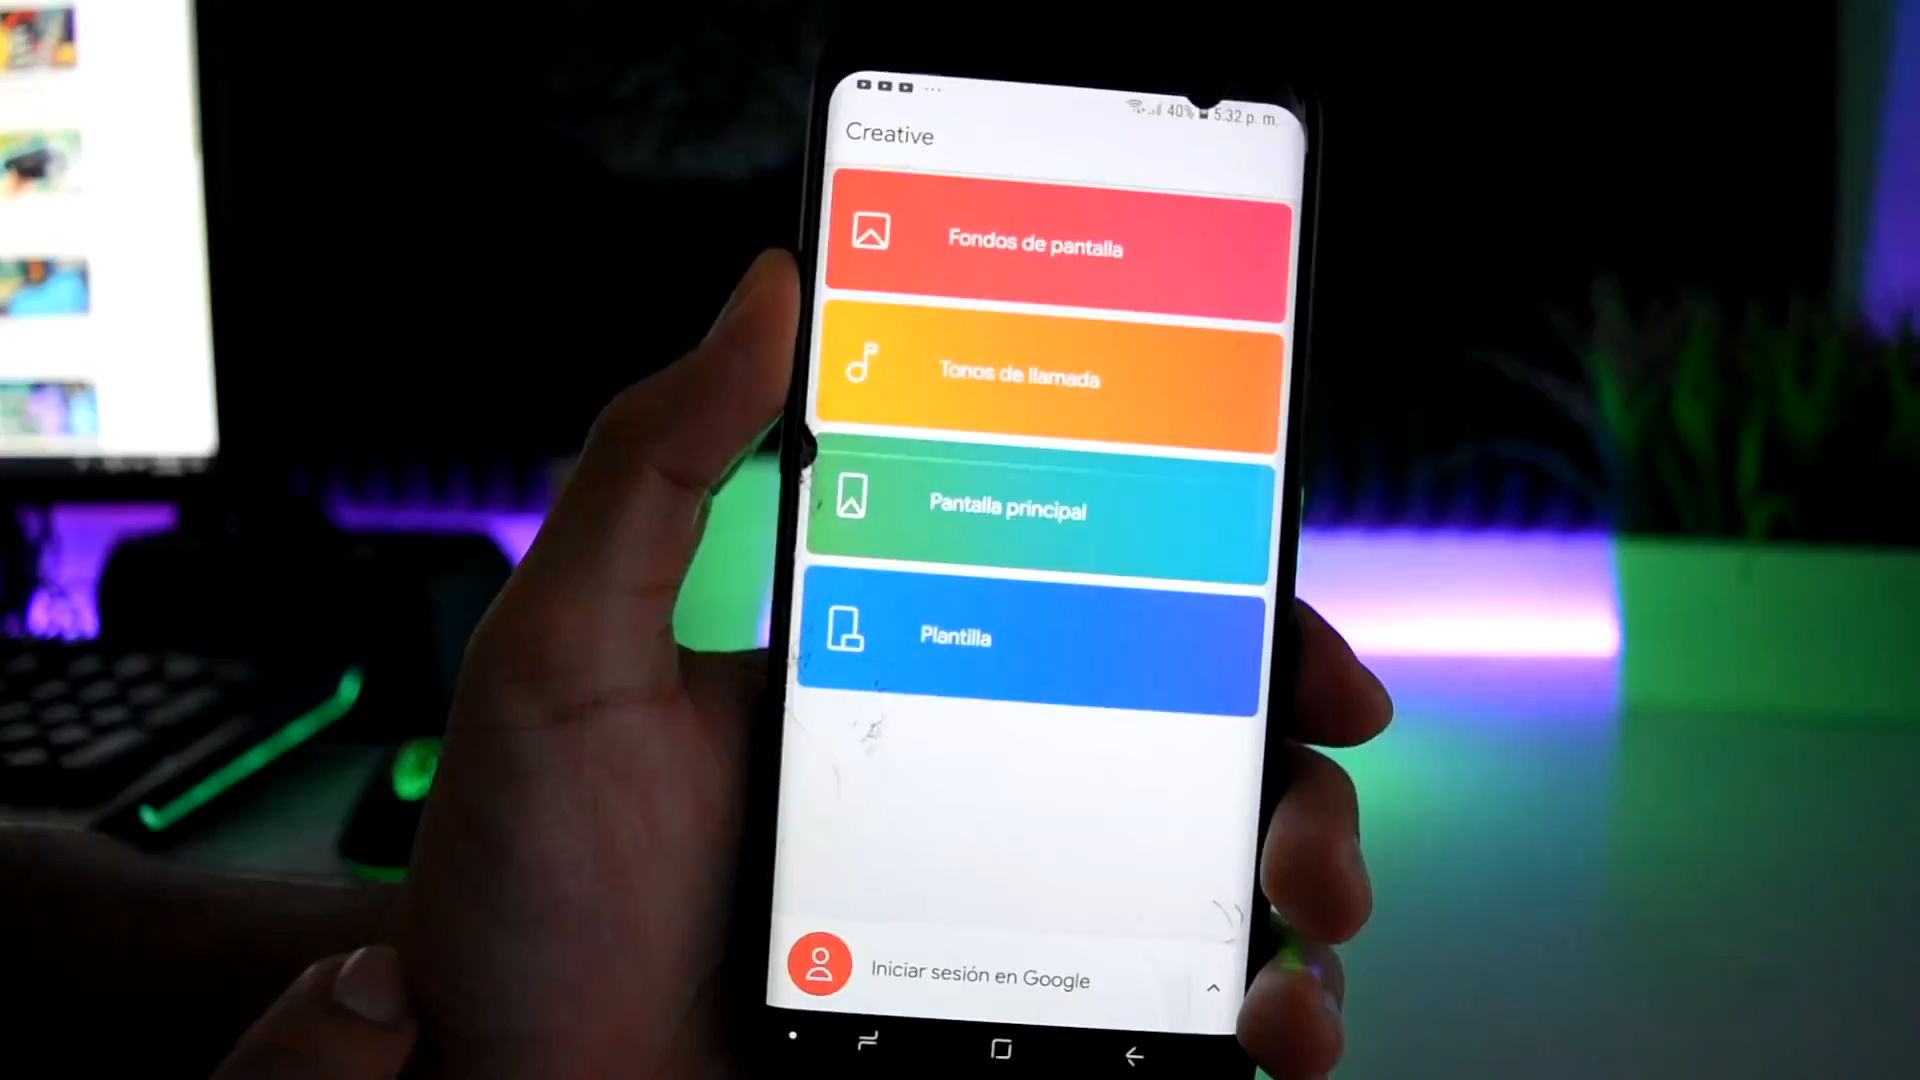 40% 5:32 p. m.
Creative
Fondos de pantalla
Tonos de llamada
Pantalla principal
Plantilla
Iniciar sesión en Google